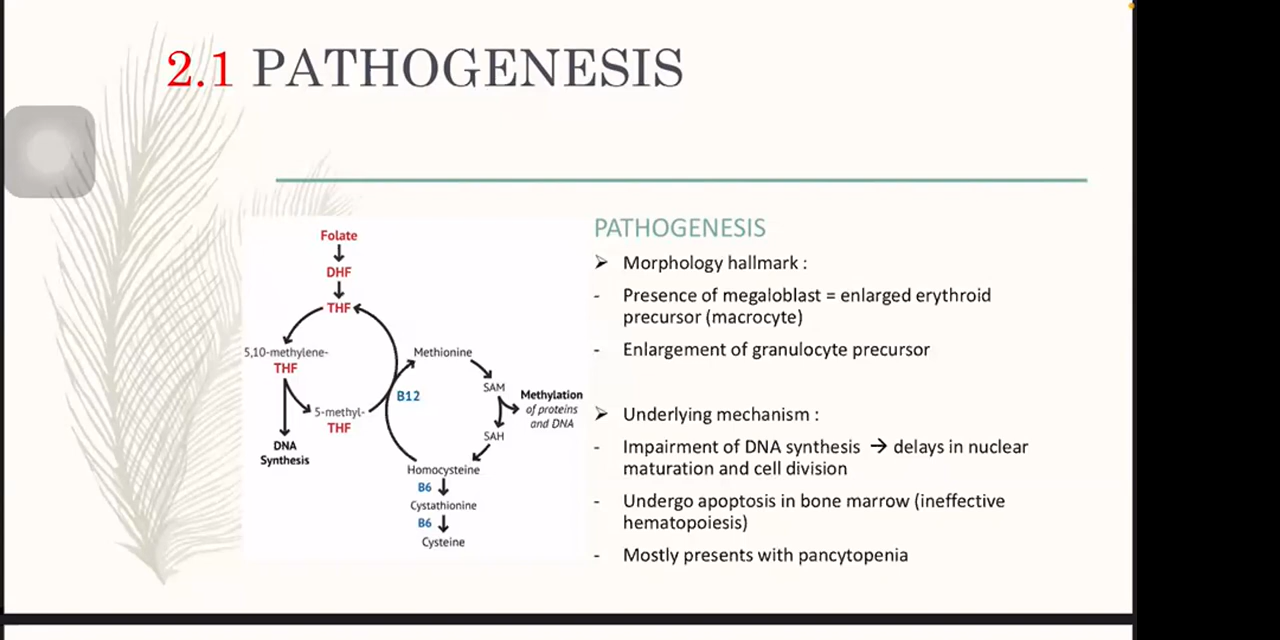 2.1 PATHOGENESIS
Folate
DHF
THF
5,10-methylene-
THF
5-methyl-
THF
DNA
Synthesis
B12
Methionine
SAM
Methylation
of proteins
and DNA
SAH
Homocysteine
B6
Cystathionine
B6
Cysteine
PATHOGENESIS
➢ Morphology hallmark :
- Presence of megaloblast = enlarged erythroid
precursor (macrocyte)
- Enlargement of granulocyte precursor
➢ Underlying mechanism :
- Impairment of DNA synthesis → delays in nuclear
maturation and cell division
- Undergo apoptosis in bone marrow (ineffective
hematopoiesis)
- Mostly presents with pancytopenia